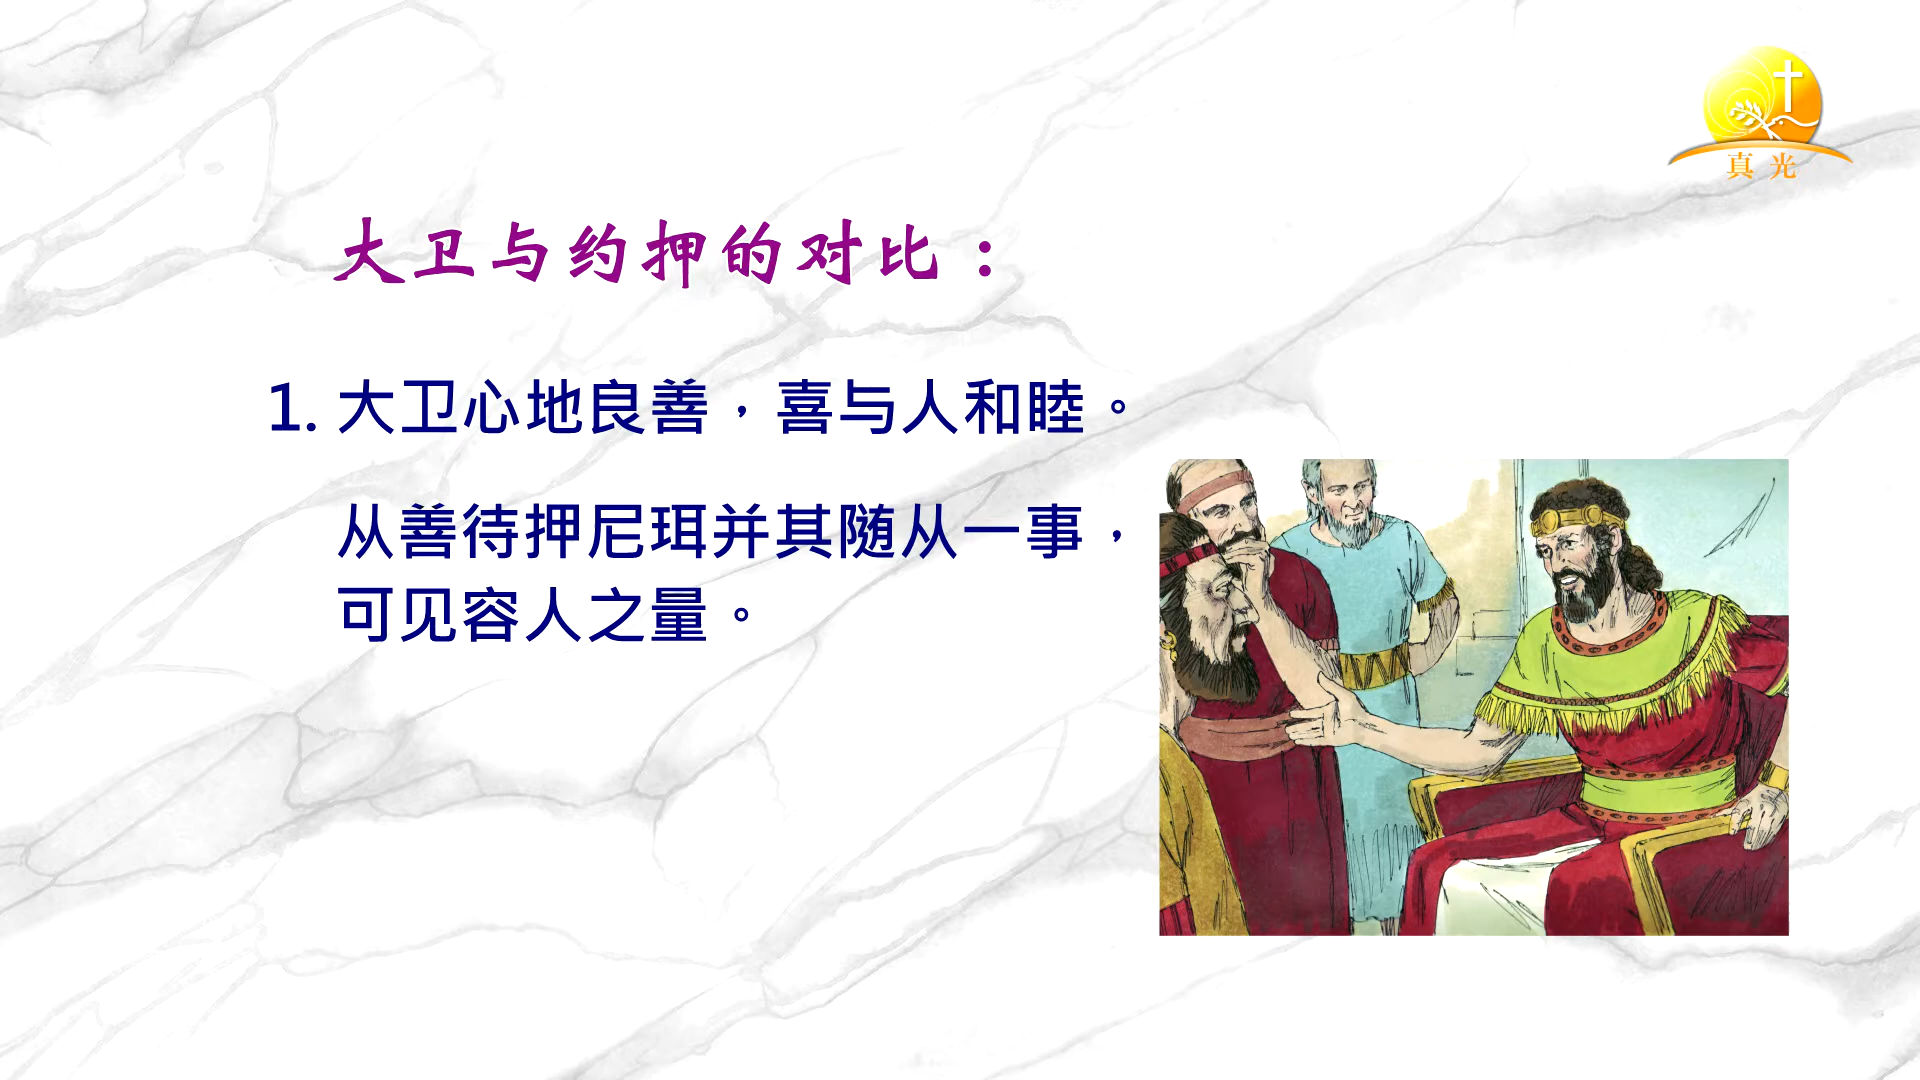 真光
大卫与约押的对比：
1. 大卫心地良善，喜与人和睦。
从善待押尼珥并其随从一事，
可见容人之量。